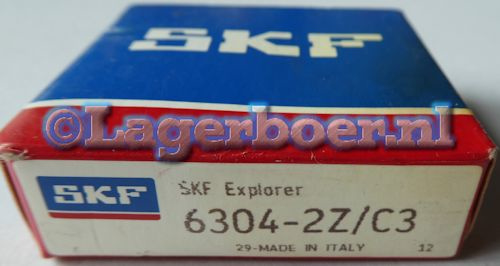 SKF
©Lagerboer.nl
SKF
SKF Explorer
6304-2Z/C3
29-MADE IN ITALY 12